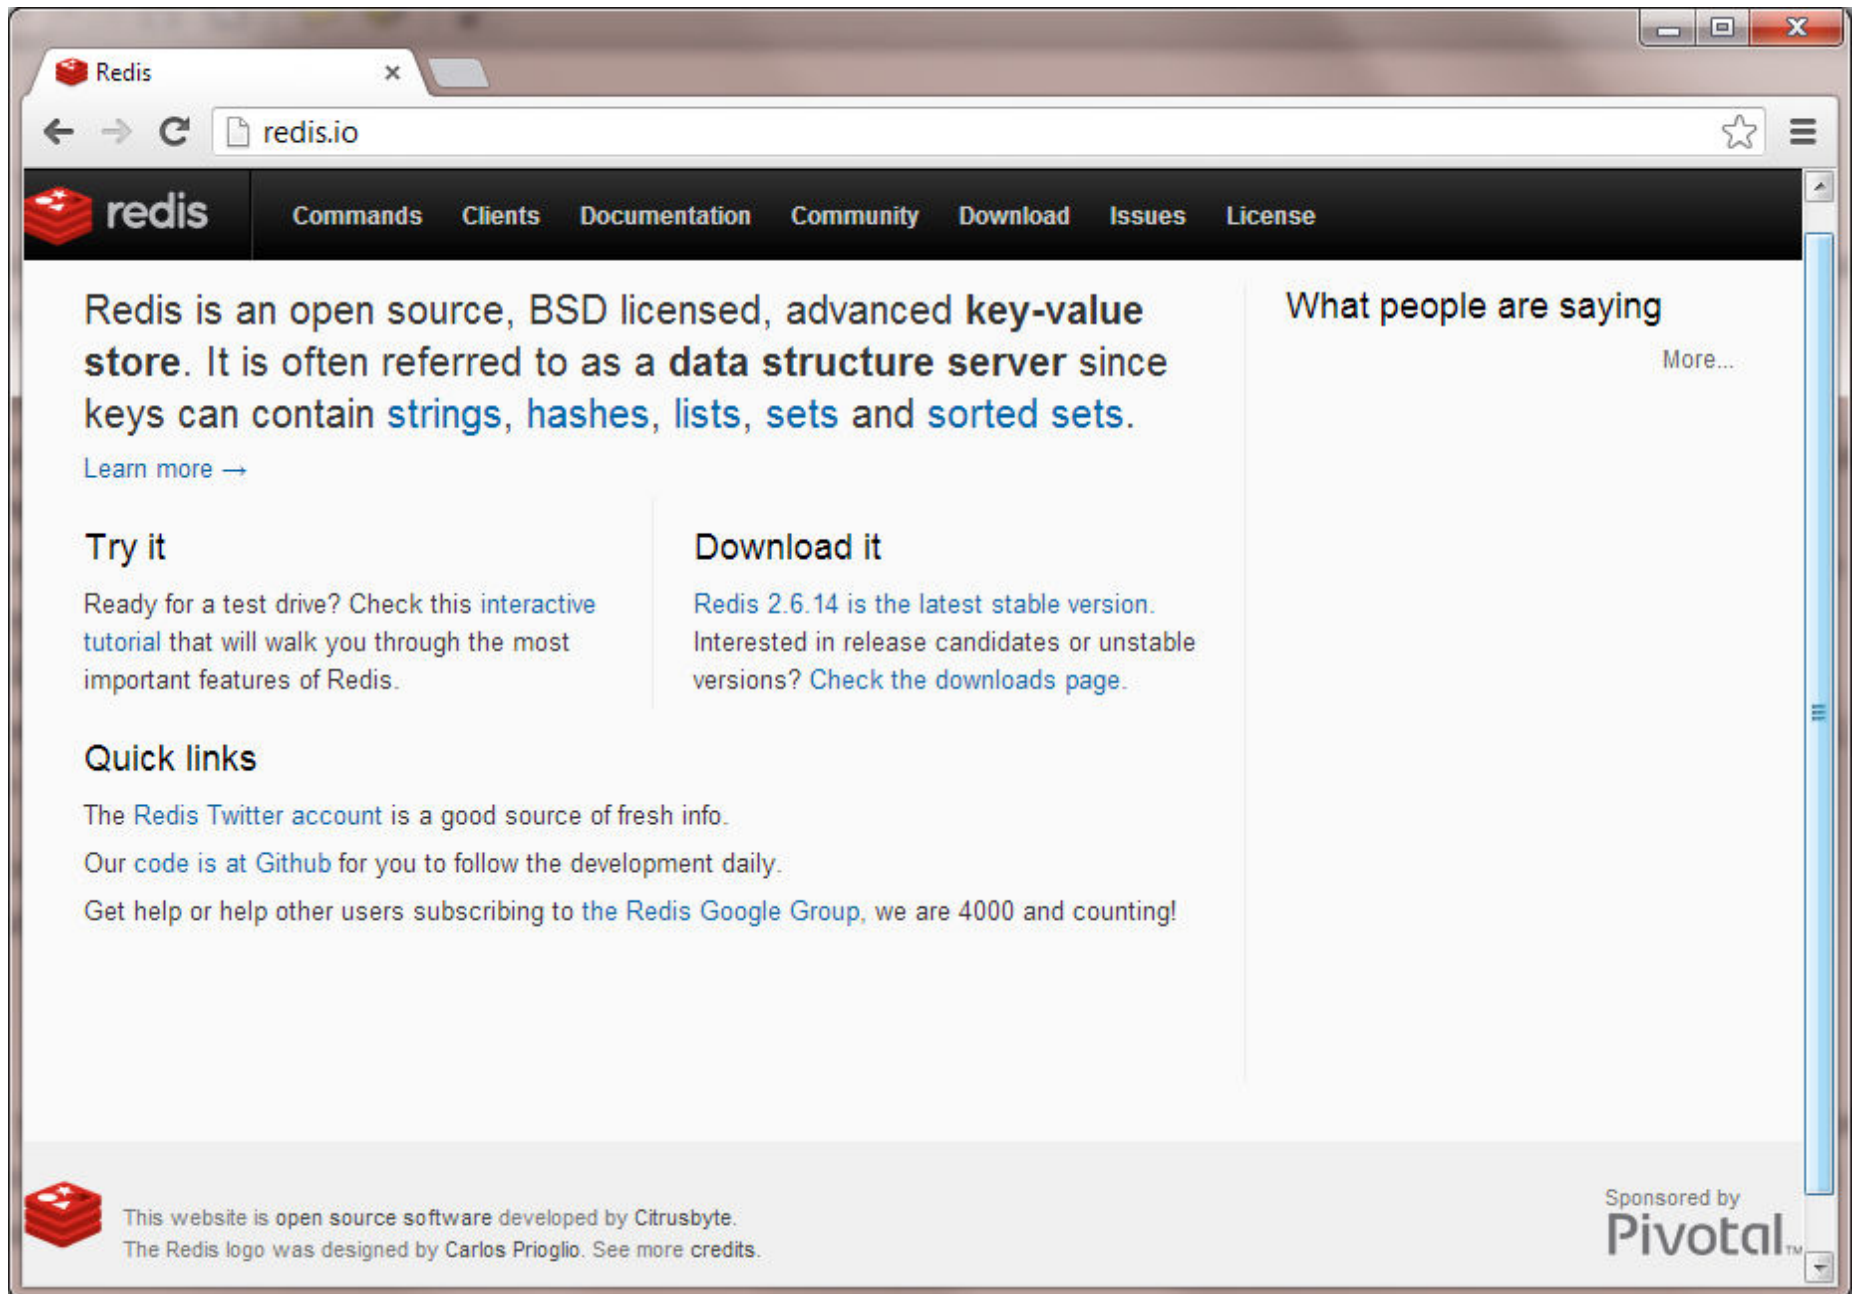 Redis
redis.io
redis Commands Clients Documentation Community Download Issues License
Redis is an open source, BSD licensed, advanced key-value
store. It is often referred to as a data structure server since
keys can contain strings, hashes, lists, sets and sorted sets.
Learn more →
What people are saying
More...
Try it
Ready for a test drive? Check this interactive
tutorial that will walk you through the most
important features of Redis.
Download it
Redis 2.6.14 is the latest stable version.
Interested in release candidates or unstable
versions? Check the downloads page.
Quick links
The Redis Twitter account is a good source of fresh info.
Our code is at Github for you to follow the development daily.
Get help or help other users subscribing to the Redis Google Group, we are 4000 and counting!
This website is open source software developed by Citrusbyte.
The Redis logo was designed by Carlos Prioglio. See more credits.
Sponsored by
Pivotal™